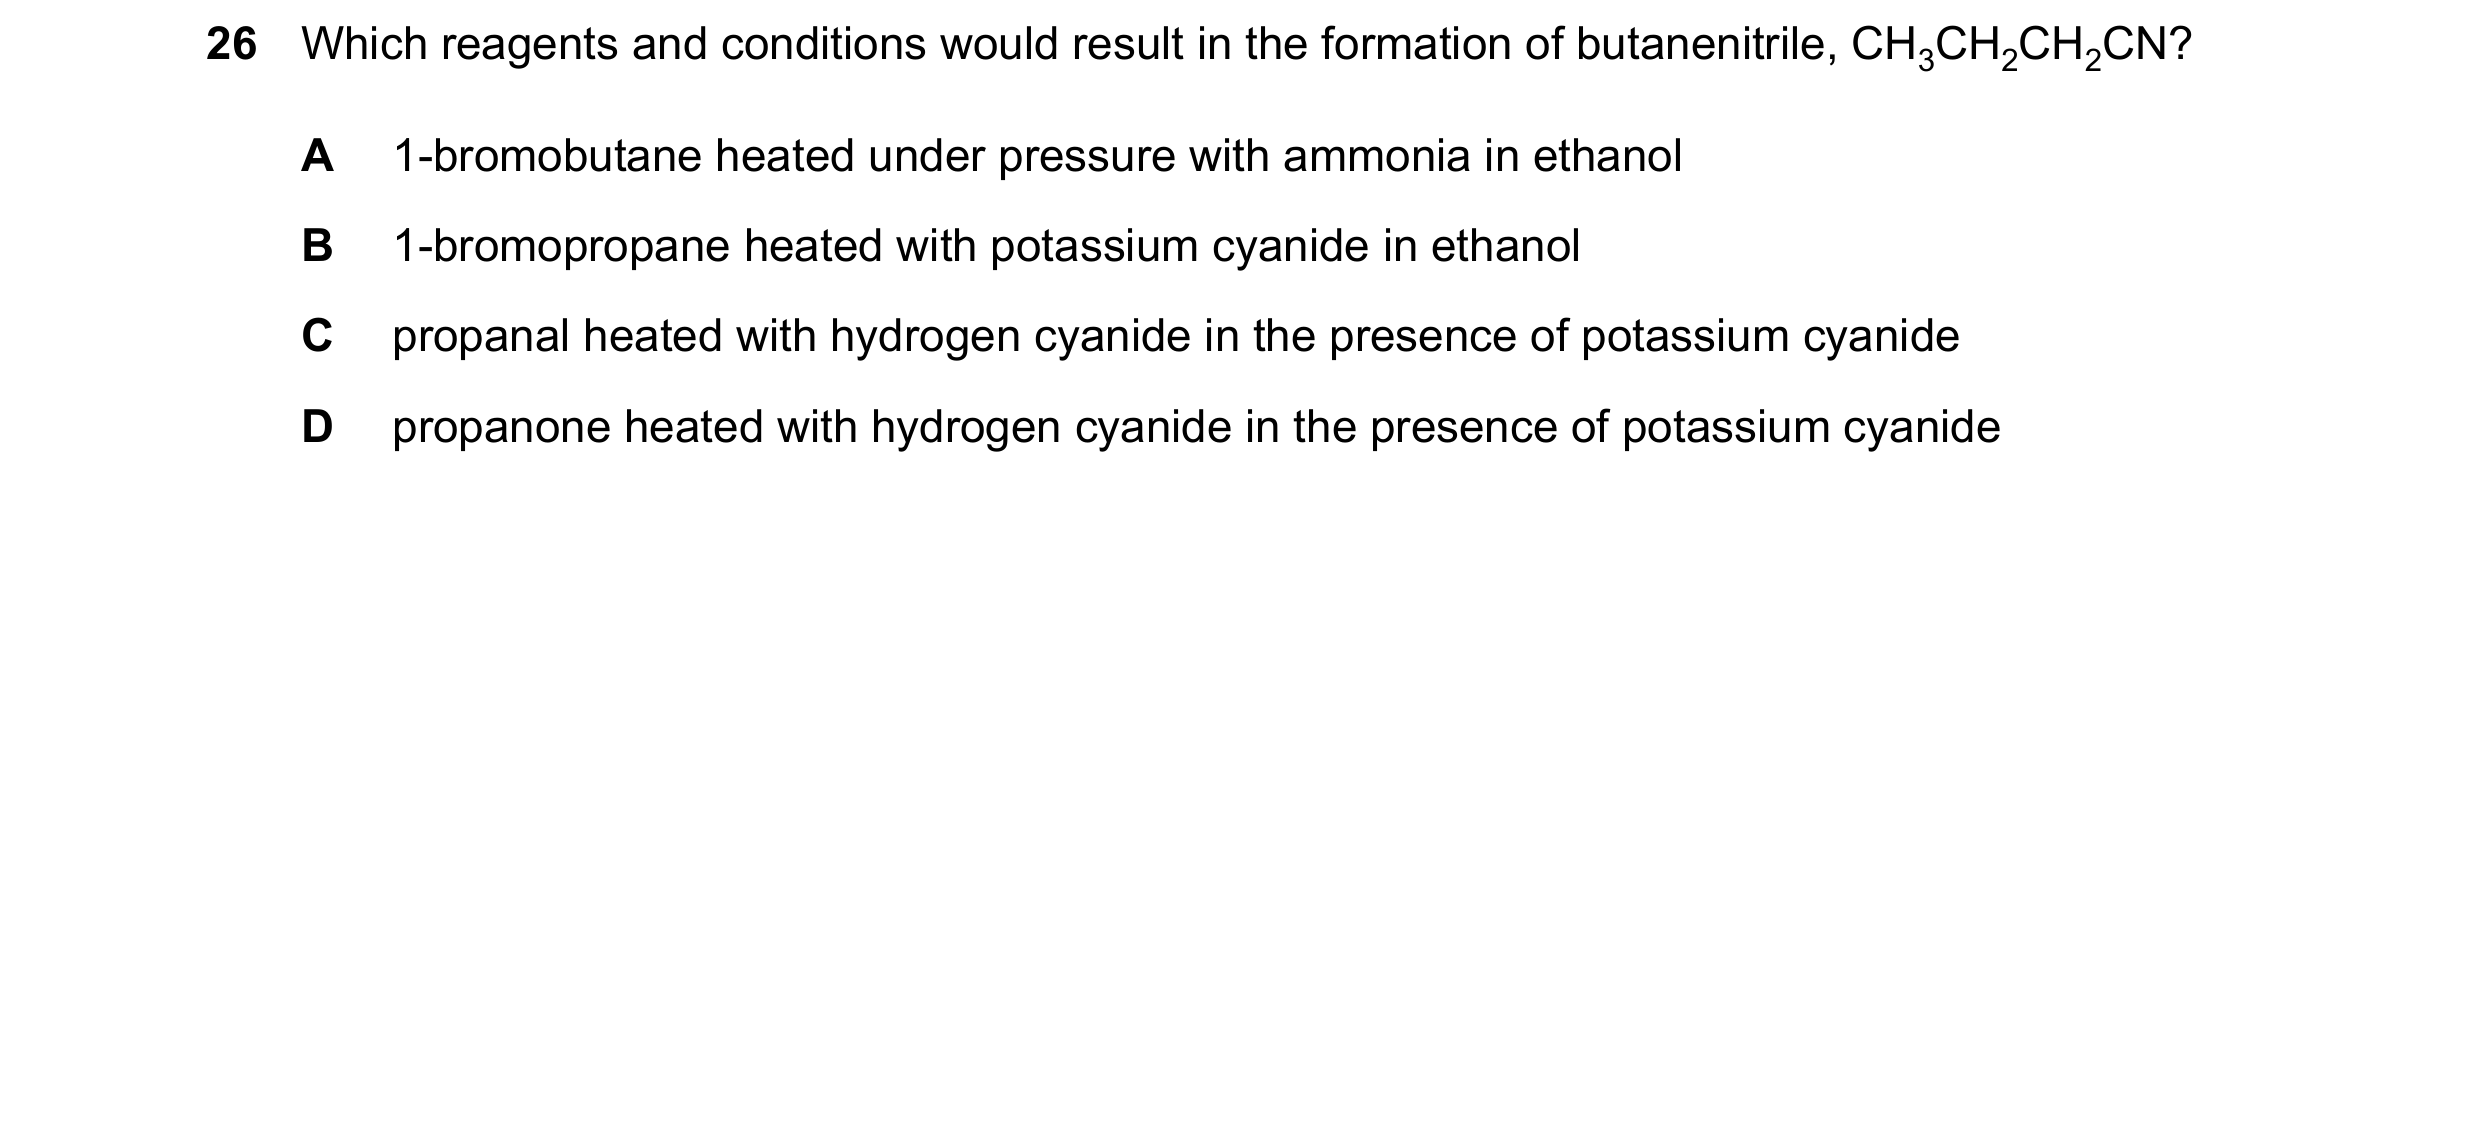 26 Which reagents and conditions would result in the formation of butanenitrile, CH₃CH₂CH₂CN?
A 1-bromobutane heated under pressure with ammonia in ethanol
B 1-bromopropane heated with potassium cyanide in ethanol
C propanal heated with hydrogen cyanide in the presence of potassium cyanide
D propanone heated with hydrogen cyanide in the presence of potassium cyanide